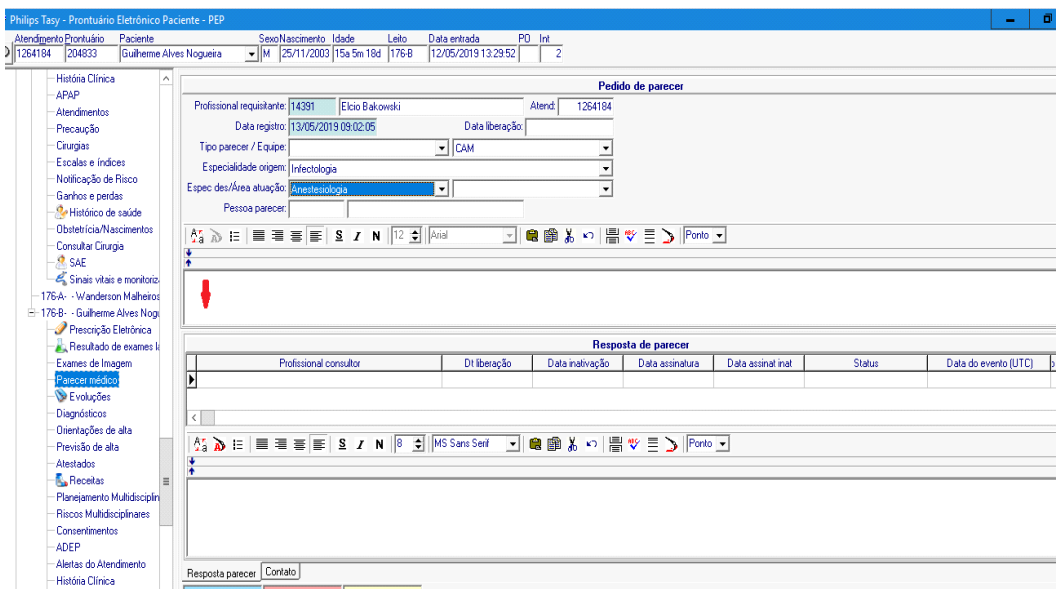 Philips Tasy - Prontuário Eletrônico Paciente - PEP
Atendimento Prontuário Paciente Sexo Nascimento Idade Leito Data entrada PO Int
1264184 204833 Guilherme Alves Nogueira M 25/11/2003 15a 5m 18d 176-B 12/05/2019 13:29:52 2
História Clínica
APAP
Atendimentos
Precaução
Cirurgias
Escalas e índices
Notificação de Risco
Ganhos e perdas
Histórico de saúde
Obstetrícia/Nascimentos
Consultar Cirurgia
SAE
Sinais vitais e monitoriz
176-A- - Wanderson Malheiros
176-B- - Guilherme Alves Nogu
Prescrição Eletrônica
Resultado de exames la
Exames de Imagem
Parecer médico
Evoluções
Diagnósticos
Orientações de alta
Previsão de alta
Atestados
Receitas
Planejamento Multidisciplin
Riscos Multidisciplinares
Consentimentos
ADEP
Alertas do Atendimento
História Clínica
Pedido de parecer
Profissional requisitante: 14391 Elcio Bakowski Atend: 1264184
Data registro: 13/05/2019 09:02:05 Data liberação:
Tipo parecer / Equipe: CAM
Especialidade origem: Infectologia
Espec des/Área atuação: Anestesiologia
Pessoa parecer:
S I N 12 Arial Ponto
Resposta de parecer
Profissional consultor Dt liberação Data inativação Data assinatura Data assinat inat Status Data do evento (UTC)
S I N 8 MS Sans Serif Ponto
Resposta parecer Contato